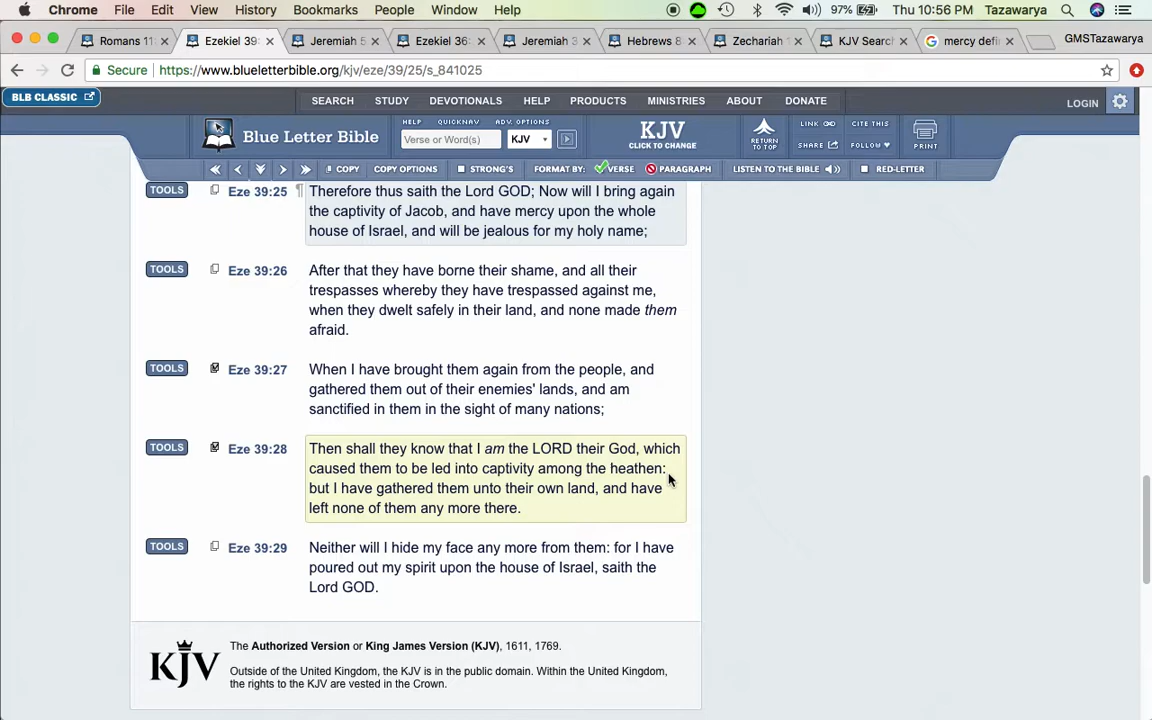 Chrome File Edit View History Bookmarks People Window Help 97% Thu 10:56 PM Tazawarya
Romans 11: Ezekiel 39: Jeremiah 5 Ezekiel 36: Jeremiah 3 Hebrews 8 Zechariah 1 KJV Search mercy defi GMSTazawarya
Secure https://www.blueletterbible.org/kjv/eze/39/25/s_841025
BLB CLASSIC SEARCH STUDY DEVOTIONALS HELP PRODUCTS MINISTRIES ABOUT DONATE LOGIN
Blue Letter Bible
HELP QUICKNAV ADV. OPTIONS
Verse or Word(s) KJV
KJV
CLICK TO CHANGE
RETURN
TO TOP
LINK CITE THIS
SHARE FOLLOW
PRINT
COPY COPY OPTIONS STRONG'S FORMAT BY: VERSE PARAGRAPH LISTEN TO THE BIBLE RED-LETTER
TOOLS Eze 39:25 ¶ Therefore thus saith the Lord GOD; Now will I bring again
the captivity of Jacob, and have mercy upon the whole
house of Israel, and will be jealous for my holy name;
TOOLS Eze 39:26 After that they have borne their shame, and all their
trespasses whereby they have trespassed against me,
when they dwelt safely in their land, and none made them
afraid.
TOOLS Eze 39:27 When I have brought them again from the people, and
gathered them out of their enemies' lands, and am
sanctified in them in the sight of many nations;
TOOLS Eze 39:28 Then shall they know that I am the LORD their God, which
caused them to be led into captivity among the heathen:
but I have gathered them unto their own land, and have
left none of them any more there.
TOOLS Eze 39:29 Neither will I hide my face any more from them: for I have
poured out my spirit upon the house of Israel, saith the
Lord GOD.
KJV
The Authorized Version or King James Version (KJV), 1611, 1769.
Outside of the United Kingdom, the KJV is in the public domain. Within the United Kingdom,
the rights to the KJV are vested in the Crown.